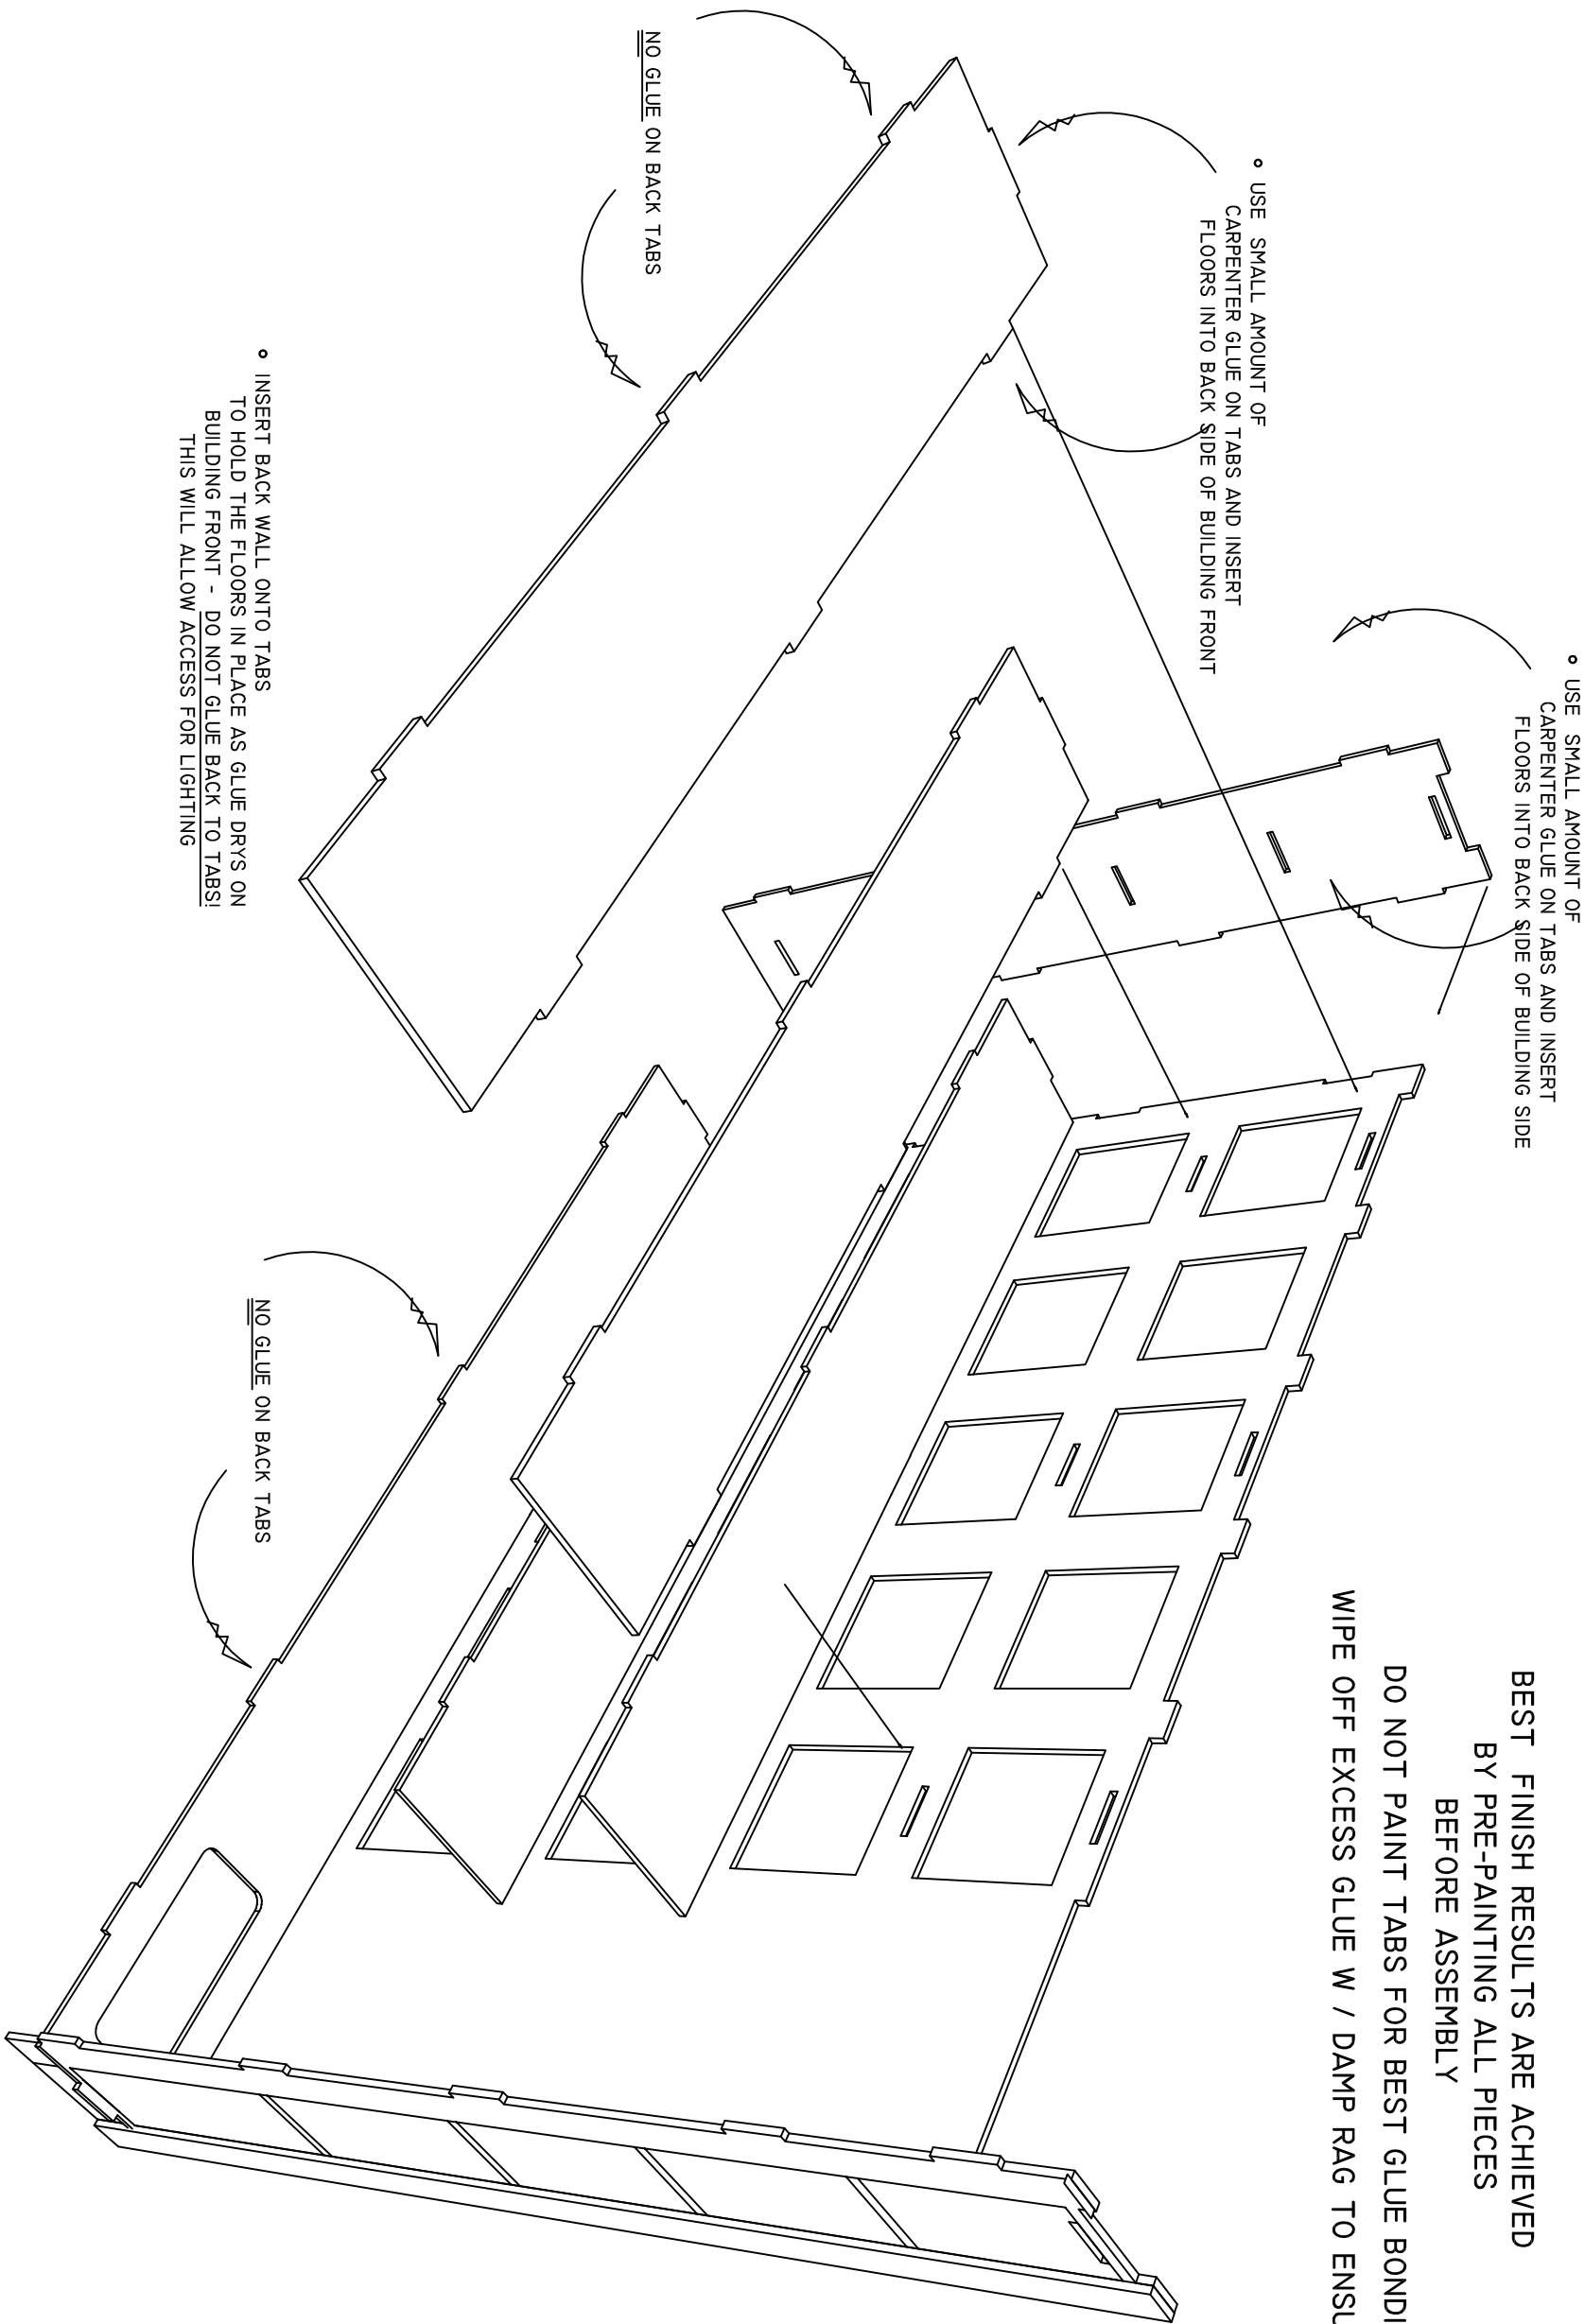 BEST FINISH RESULTS ARE ACHIEVED
BY PRE-PAINTING ALL PIECES
BEFORE ASSEMBLY
DO NOT PAINT TABS FOR BEST GLUE BONDI
WIPE OFF EXCESS GLUE W / DAMP RAG TO ENSU
° USE SMALL AMOUNT OF
CARPENTER GLUE ON TABS AND INSERT
FLOORS INTO BACK SIDE OF BUILDING SIDE
° USE SMALL AMOUNT OF
CARPENTER GLUE ON TABS AND INSERT
FLOORS INTO BACK SIDE OF BUILDING FRONT
NO GLUE ON BACK TABS
° INSERT BACK WALL ONTO TABS
TO HOLD THE FLOORS IN PLACE AS GLUE DRYS ON
BUILDING FRONT - DO NOT GLUE BACK TO TABS!
THIS WILL ALLOW ACCESS FOR LIGHTING
NO GLUE ON BACK TABS